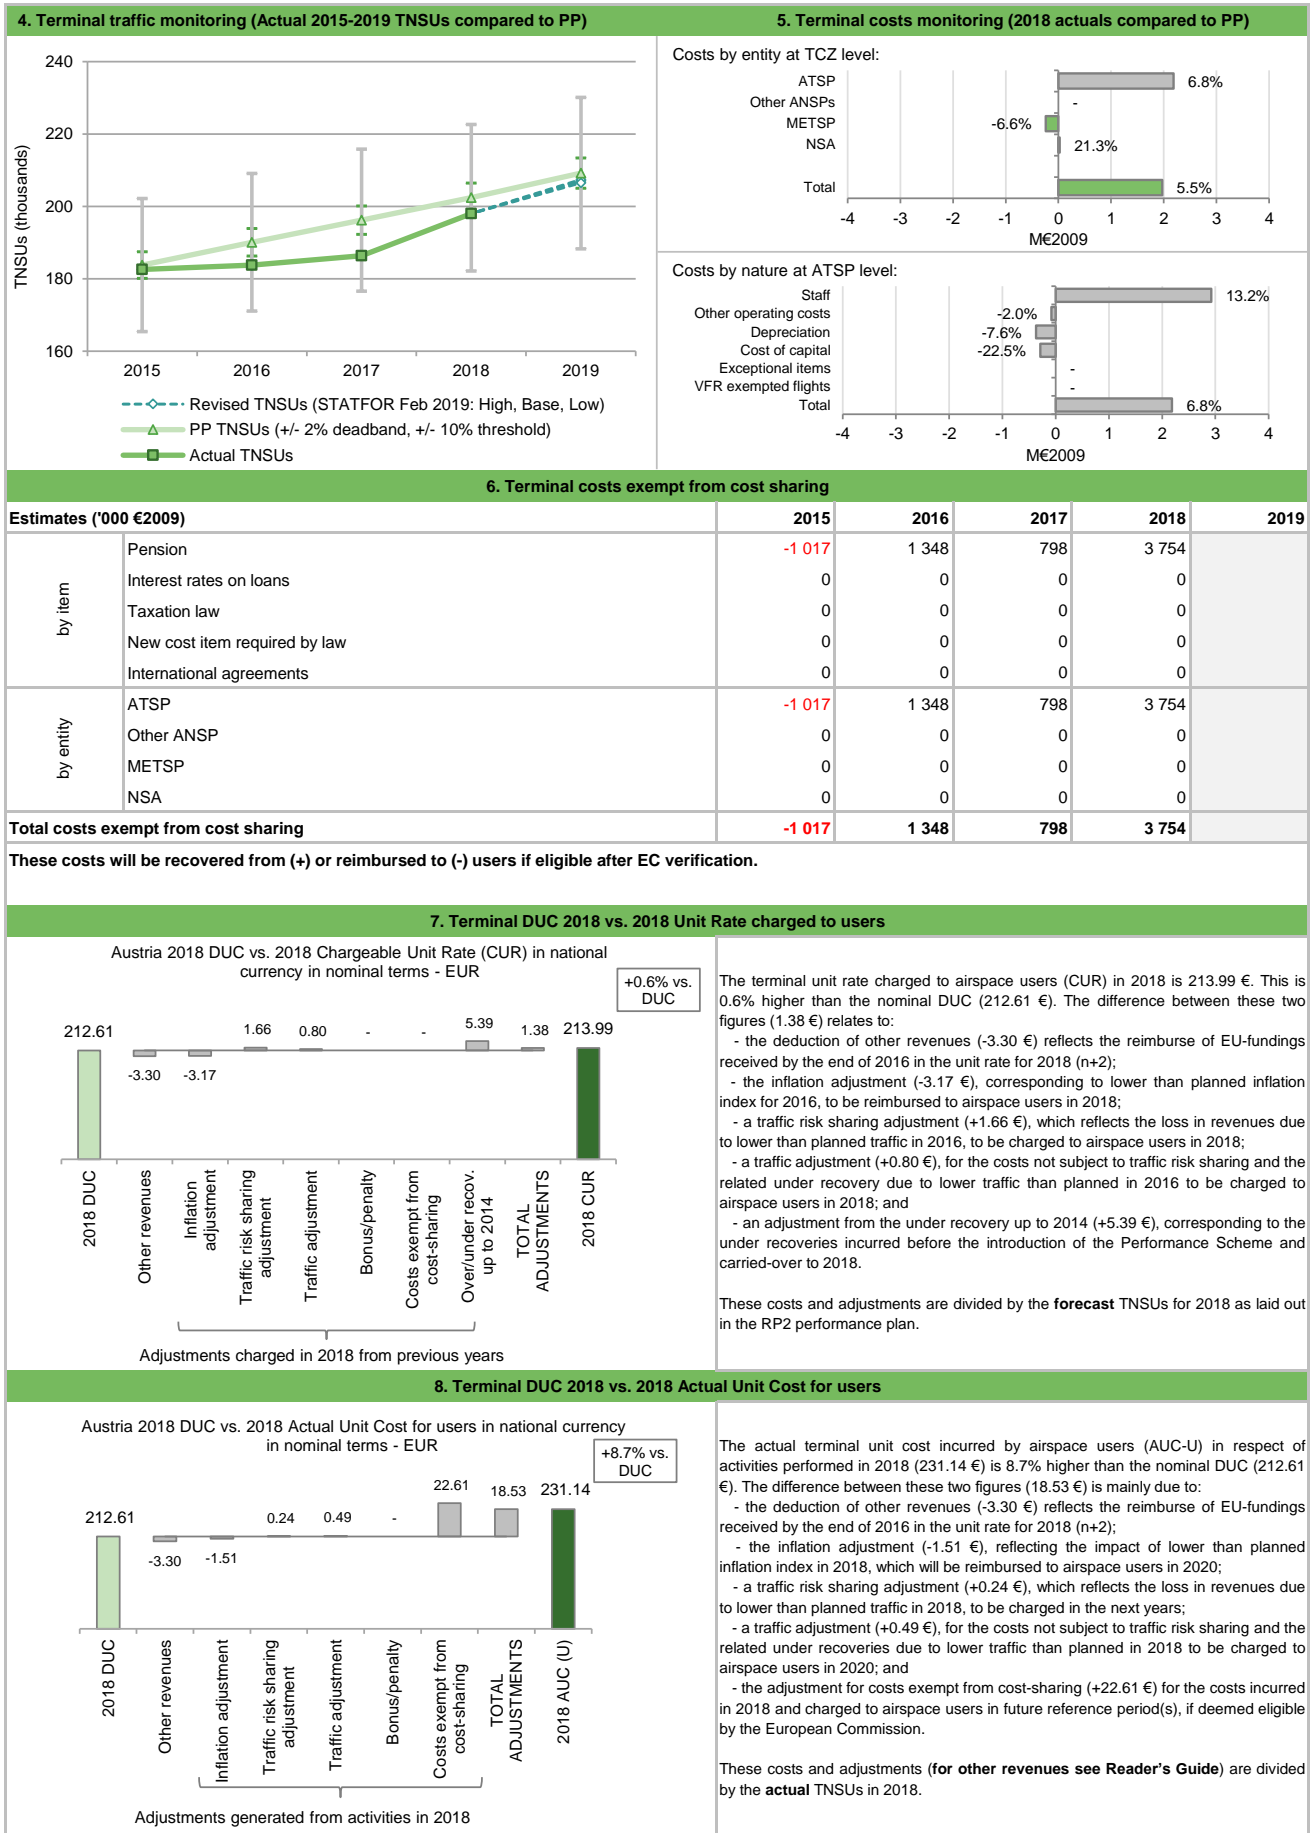 4. Terminal traffic monitoring (Actual 2015-2019 TNSUs compared to PP)
240
220
200
180
160
TNSUs (thousands)
2015 2016 2017 2018 2019
Revised TNSUs (STATFOR Feb 2019: High, Base, Low)
PP TNSUs (+/- 2% deadband, +/- 10% threshold)
Actual TNSUs
5. Terminal costs monitoring (2018 actuals compared to PP)
Costs by entity at TCZ level:
ATSP 6.8%
Other ANSPs -
METSP -6.6%
NSA 21.3%
Total 5.5%
-4 -3 -2 -1 0 1 2 3 4
M€2009
Costs by nature at ATSP level:
Staff 13.2%
Other operating costs -2.0%
Depreciation -7.6%
Cost of capital -22.5%
Exceptional items -
VFR exempted flights -
Total 6.8%
-4 -3 -2 -1 0 1 2 3 4
M€2009
6. Terminal costs exempt from cost sharing
Estimates ('000 €2009) 2015 2016 2017 2018 2019
by item
Pension -1 017 1 348 798 3 754
Interest rates on loans 0 0 0 0
Taxation law 0 0 0 0
New cost item required by law 0 0 0 0
International agreements 0 0 0 0
by entity
ATSP -1 017 1 348 798 3 754
Other ANSP 0 0 0 0
METSP 0 0 0 0
NSA 0 0 0 0
Total costs exempt from cost sharing -1 017 1 348 798 3 754
These costs will be recovered from (+) or reimbursed to (-) users if eligible after EC verification.
7. Terminal DUC 2018 vs. 2018 Unit Rate charged to users
Austria 2018 DUC vs. 2018 Chargeable Unit Rate (CUR) in national
currency in nominal terms - EUR
+0.6% vs.
DUC
212.61 -3.30 -3.17 1.66 0.80 - - 5.39 1.38 213.99
2018 DUC
Other revenues
Inflation
adjustment
Traffic risk sharing
adjustment
Traffic adjustment
Bonus/penalty
Costs exempt from
cost-sharing
Over/under recov.
up to 2014
TOTAL
ADJUSTMENTS
2018 CUR
Adjustments charged in 2018 from previous years
The terminal unit rate charged to airspace users (CUR) in 2018 is 213.99 €. This is
0.6% higher than the nominal DUC (212.61 €). The difference between these two
figures (1.38 €) relates to:
- the deduction of other revenues (-3.30 €) reflects the reimburse of EU-fundings
received by the end of 2016 in the unit rate for 2018 (n+2);
- the inflation adjustment (-3.17 €), corresponding to lower than planned inflation
index for 2016, to be reimbursed to airspace users in 2018;
- a traffic risk sharing adjustment (+1.66 €), which reflects the loss in revenues due
to lower than planned traffic in 2016, to be charged to airspace users in 2018;
- a traffic adjustment (+0.80 €), for the costs not subject to traffic risk sharing and the
related under recovery due to lower traffic than planned in 2016 to be charged to
airspace users in 2018; and
- an adjustment from the under recovery up to 2014 (+5.39 €), corresponding to the
under recoveries incurred before the introduction of the Performance Scheme and
carried-over to 2018.
These costs and adjustments are divided by the forecast TNSUs for 2018 as laid out
in the RP2 performance plan.
8. Terminal DUC 2018 vs. 2018 Actual Unit Cost for users
Austria 2018 DUC vs. 2018 Actual Unit Cost for users in national currency
in nominal terms - EUR
+8.7% vs.
DUC
212.61 -3.30 -1.51 0.24 0.49 - 22.61 18.53 231.14
2018 DUC
Other revenues
Inflation adjustment
Traffic risk sharing
adjustment
Traffic adjustment
Bonus/penalty
Costs exempt from
cost-sharing
TOTAL
ADJUSTMENTS
2018 AUC (U)
Adjustments generated from activities in 2018
The actual terminal unit cost incurred by airspace users (AUC-U) in respect of
activities performed in 2018 (231.14 €) is 8.7% higher than the nominal DUC (212.61
€). The difference between these two figures (18.53 €) is mainly due to:
- the deduction of other revenues (-3.30 €) reflects the reimburse of EU-fundings
received by the end of 2016 in the unit rate for 2018 (n+2);
- the inflation adjustment (-1.51 €), reflecting the impact of lower than planned
inflation index in 2018, which will be reimbursed to airspace users in 2020;
- a traffic risk sharing adjustment (+0.24 €), which reflects the loss in revenues due
to lower than planned traffic in 2018, to be charged in the next years;
- a traffic adjustment (+0.49 €), for the costs not subject to traffic risk sharing and the
related under recoveries due to lower traffic than planned in 2018 to be charged to
airspace users in 2020; and
- the adjustment for costs exempt from cost-sharing (+22.61 €) for the costs incurred
in 2018 and charged to airspace users in future reference period(s), if deemed eligible
by the European Commission.
These costs and adjustments (for other revenues see Reader's Guide) are divided
by the actual TNSUs in 2018.